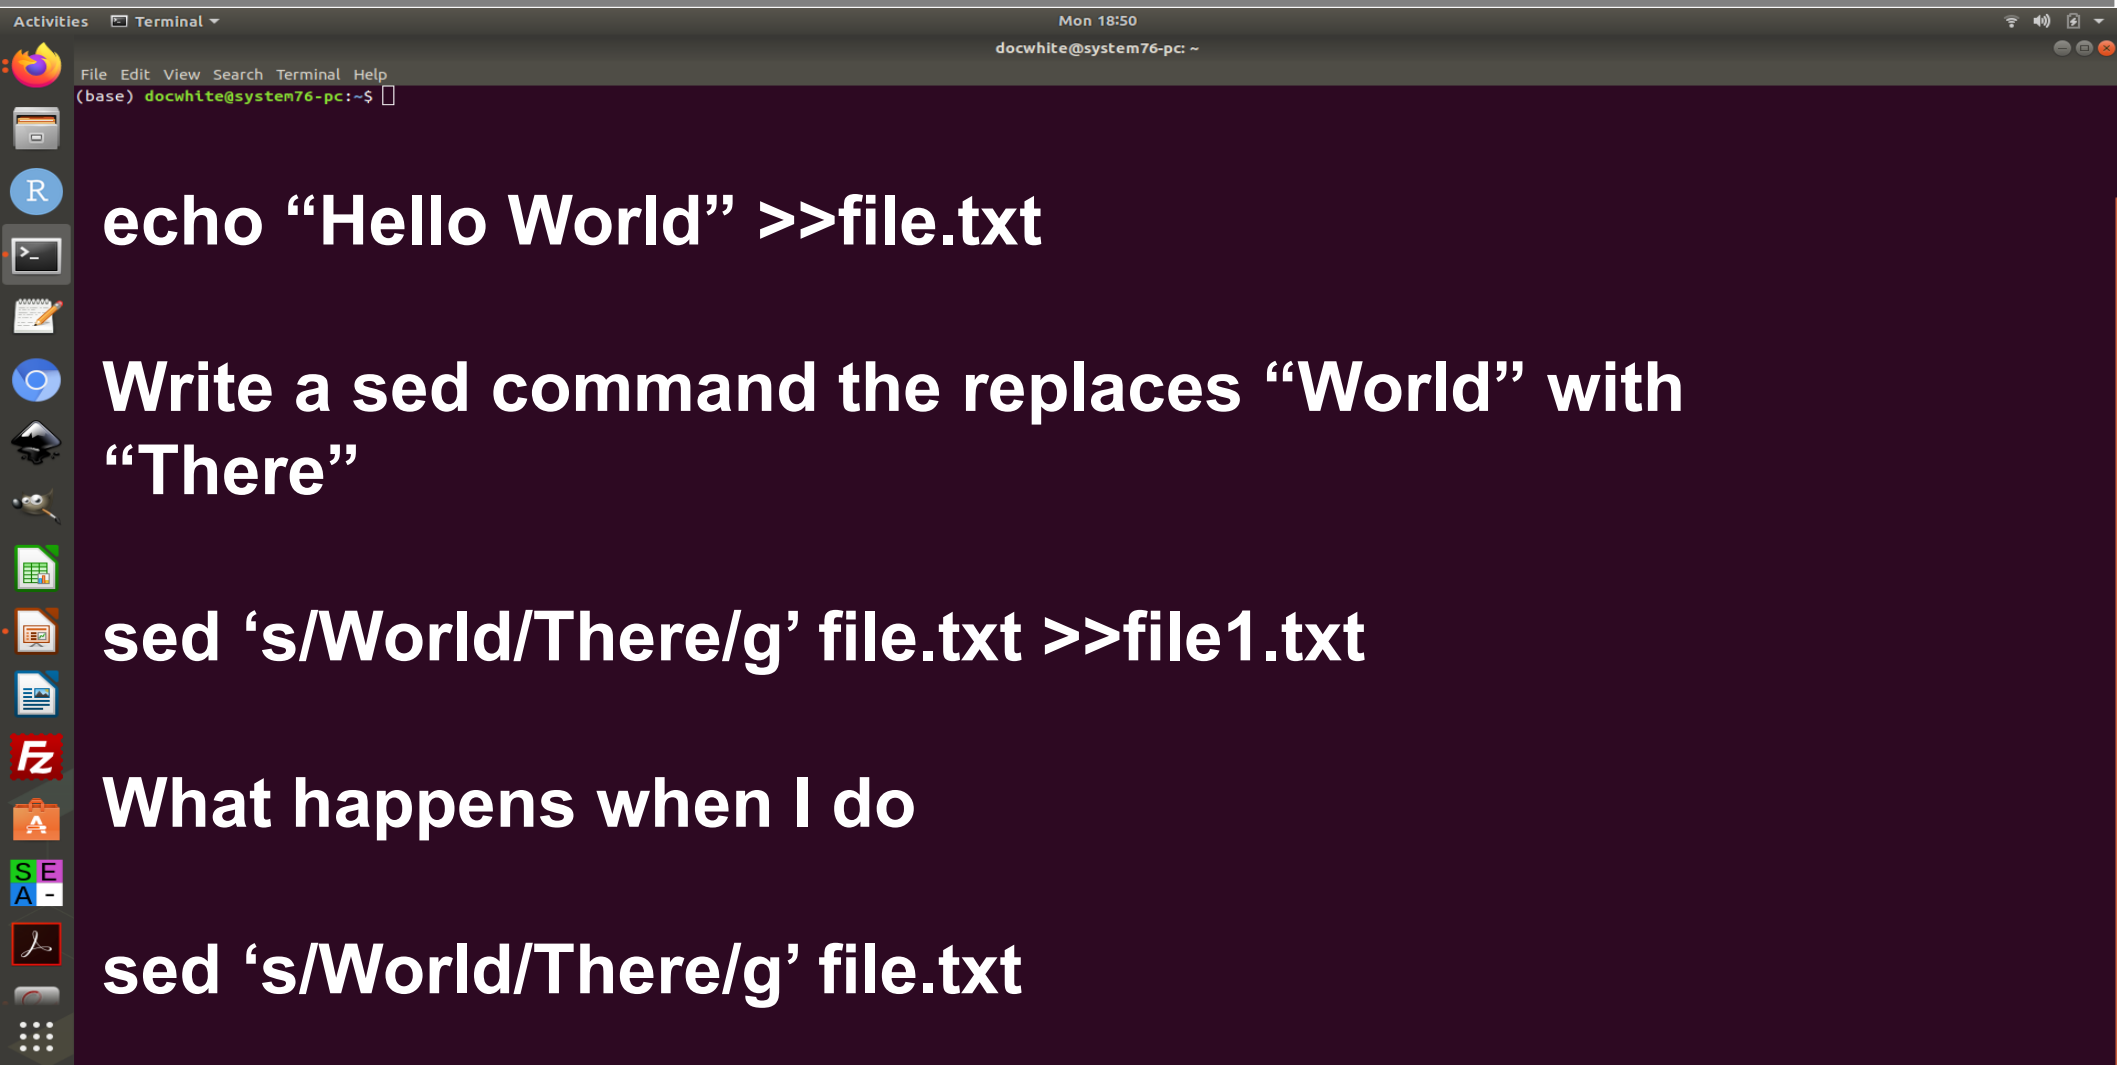 Activities Terminal Mon 18:50
docwhite@system76-pc: ~
File Edit View Search Terminal Help
(base) docwhite@system76-pc:~$
R
echo “Hello World” >>file.txt
>_
Write a sed command the replaces “World” with
“There”
sed ‘s/World/There/g’ file.txt >>file1.txt
Fz
What happens when I do
A
S E
A -
sed ‘s/World/There/g’ file.txt